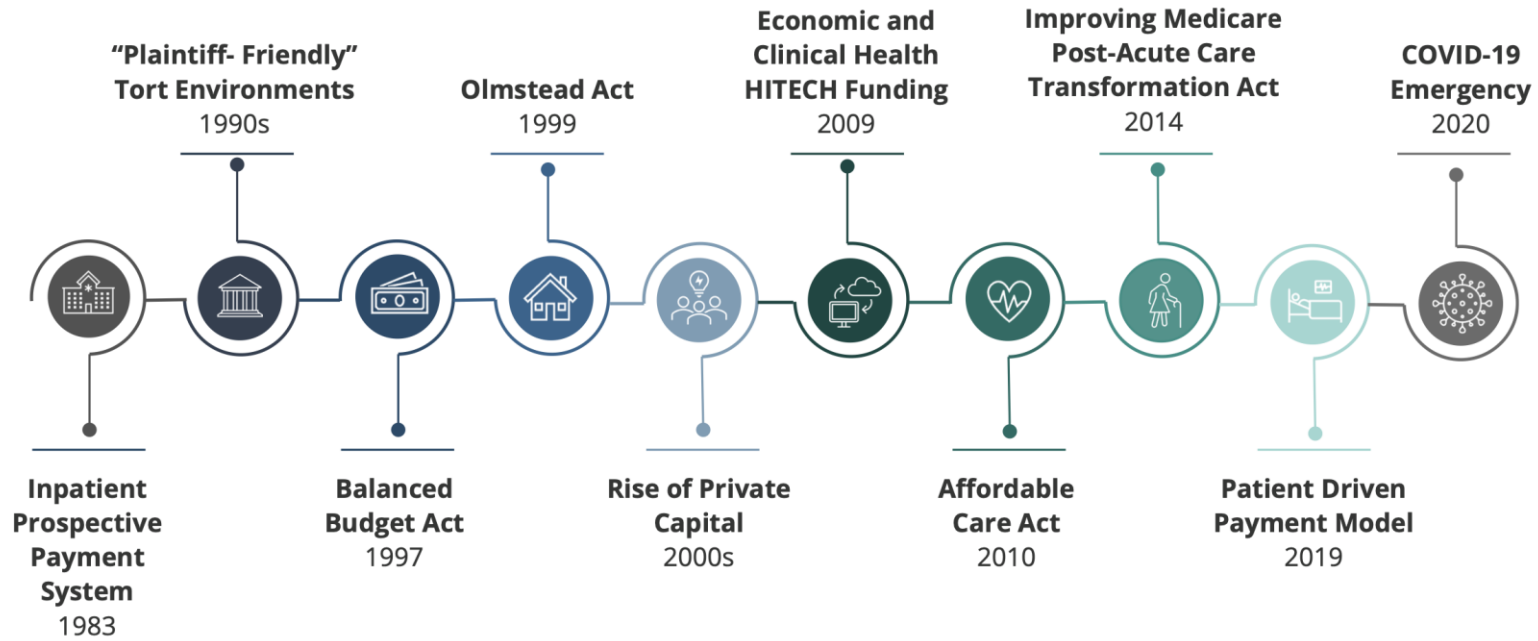 “Plaintiff- Friendly”
Tort Environments
1990s
Olmstead Act
1999
Economic and
Clinical Health
HITECH Funding
2009
Improving Medicare
Post-Acute Care
Transformation Act
2014
COVID-19
Emergency
2020
Inpatient
Prospective
Payment
System
1983
Balanced
Budget Act
1997
Rise of Private
Capital
2000s
Affordable
Care Act
2010
Patient Driven
Payment Model
2019